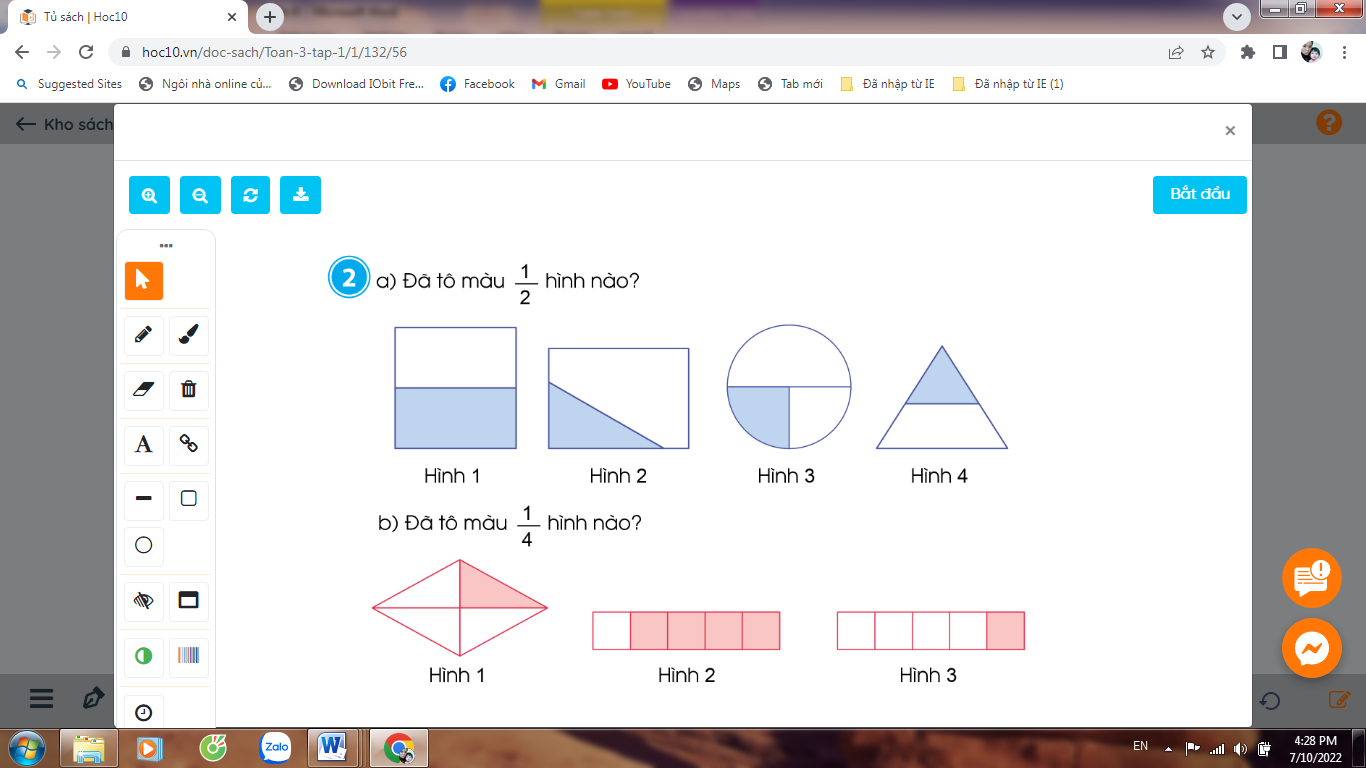 Tủ sách | Hoc10
hoc10.vn/doc-sach/Toan-3-tap-1/1/132/56
Suggested Sites
Ngôi nhà online củ...
Download IObit Fre...
Facebook
Gmail
YouTube
Maps
Tab mới
Đã nhập từ IE
Đã nhập từ IE (1)
Kho sách
Bắt đầu
2 a) Đã tô màu 1/2 hình nào?
Hình 1
Hình 2
Hình 3
Hình 4
b) Đã tô màu 1/4 hình nào?
Hình 1
Hình 2
Hình 3
A
Zalo
EN
4:28 PM
7/10/2022